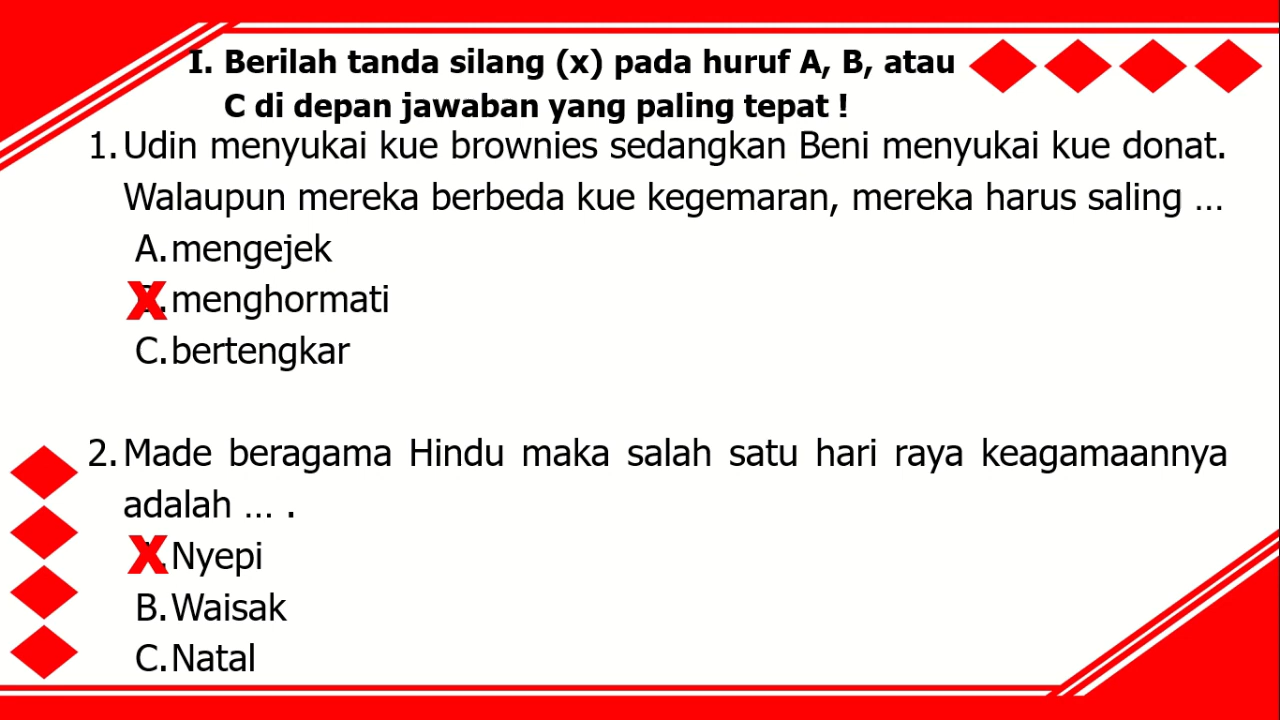 I. Berilah tanda silang (x) pada huruf A, B, atau
C di depan jawaban yang paling tepat !
1. Udin menyukai kue brownies sedangkan Beni menyukai kue donat.
Walaupun mereka berbeda kue kegemaran, mereka harus saling ...
A. mengejek
X menghormati
C. bertengkar
2. Made beragama Hindu maka salah satu hari raya keagamaannya
adalah ... .
X Nyepi
B. Waisak
C. Natal